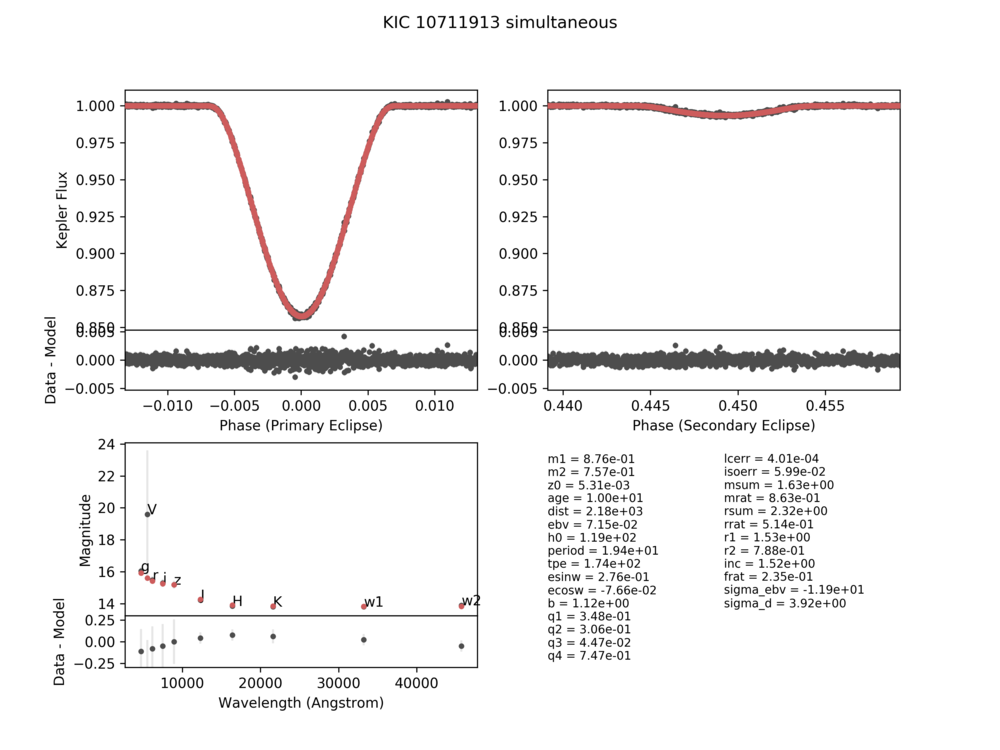 KIC 10711913 simultaneous
1.000
0.975
0.950
0.925
0.900
0.875
0.850
Kepler Flux
0.005
0.000
−0.005
Data - Model
−0.010 −0.005 0.000 0.005 0.010
Phase (Primary Eclipse)
1.000
0.975
0.950
0.925
0.900
0.875
0.850
0.005
0.000
−0.005
0.440 0.445 0.450 0.455
Phase (Secondary Eclipse)
24
22
20
18
16
14
Magnitude
V
g
r i z
J
H
K
w1
w2
0.25
0.00
−0.25
Data - Model
10000 20000 30000 40000
Wavelength (Angstrom)
m1 = 8.76e-01
m2 = 7.57e-01
z0 = 5.31e-03
age = 1.00e+01
dist = 2.18e+03
ebv = 7.15e-02
h0 = 1.19e+02
period = 1.94e+01
tpe = 1.74e+02
esinw = 2.76e-01
ecosw = -7.66e-02
b = 1.12e+00
q1 = 3.48e-01
q2 = 3.06e-01
q3 = 4.47e-02
q4 = 7.47e-01
lcerr = 4.01e-04
isoerr = 5.99e-02
msum = 1.63e+00
mrat = 8.63e-01
rsum = 2.32e+00
rrat = 5.14e-01
r1 = 1.53e+00
r2 = 7.88e-01
inc = 1.52e+00
frat = 2.35e-01
sigma_ebv = -1.19e+01
sigma_d = 3.92e+00